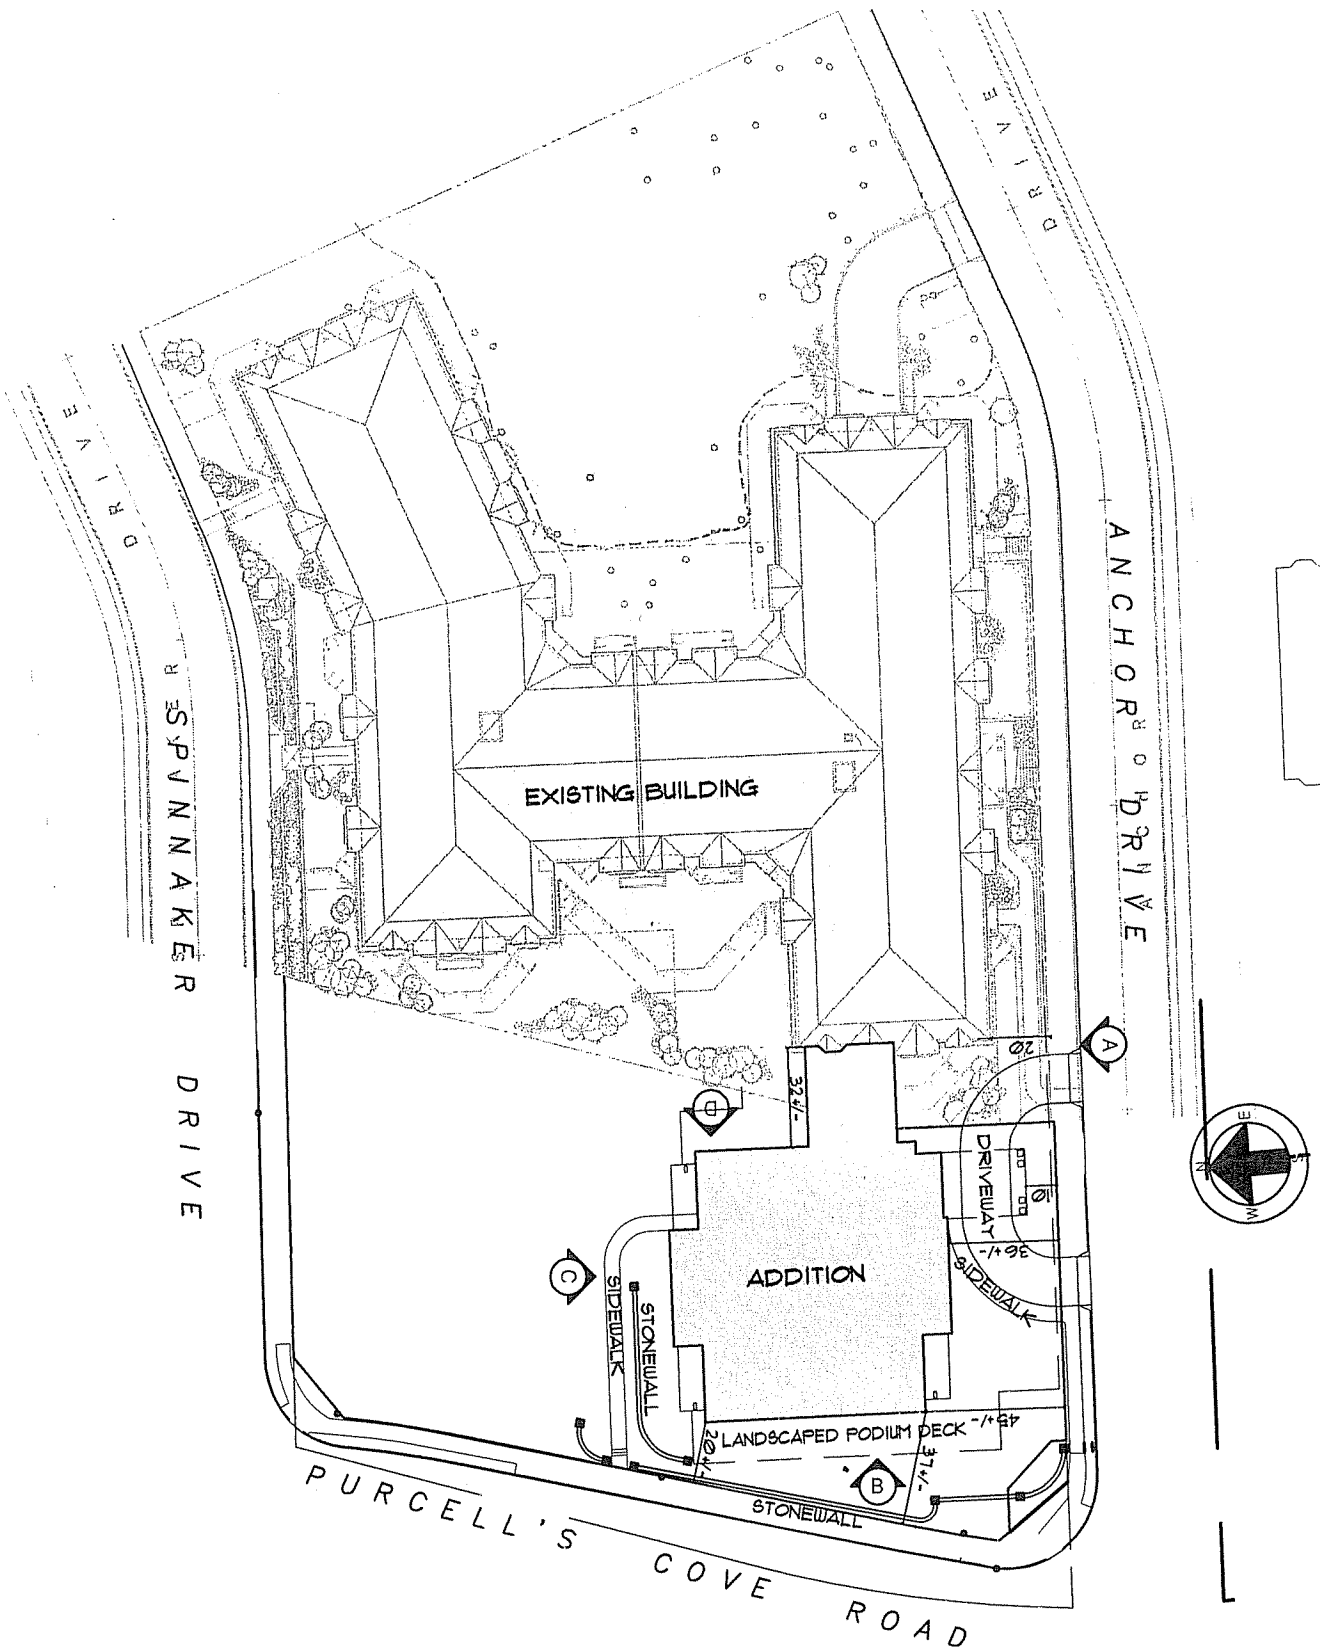 DRIVE
DRIVE
ANCHOR DRIVE
SPINNAKER DRIVE
EXISTING BUILDING
A
20
32+/-
D
DRIVEWAY
10
36+/-
SIDEWALK
E
N
S
W
ADDITION
C
SIDEWALK
STONEWALL
45+/-
LANDSCAPED PODIUM DECK
20+/-
37+/-
B
STONEWALL
PURCELL'S COVE ROAD